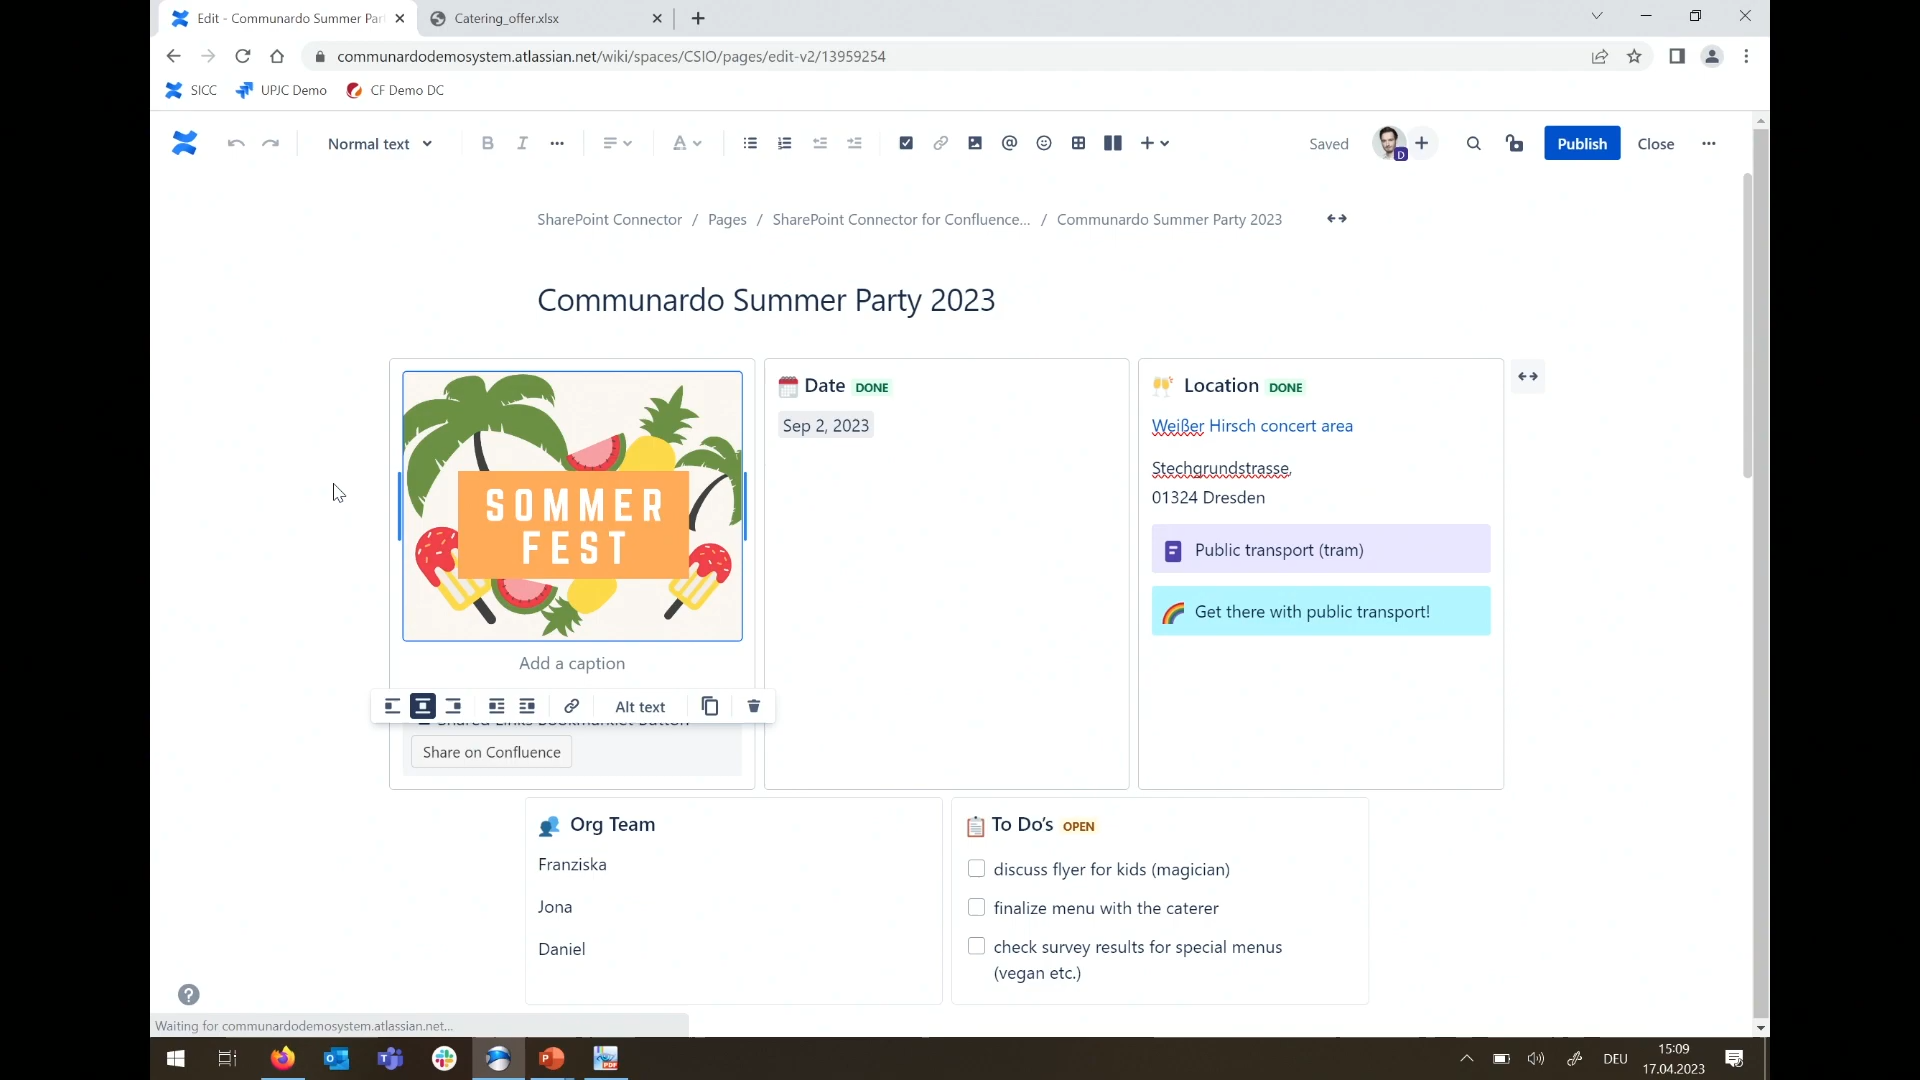 Edit - Communardo Summer Par
Catering_offer.xlsx
communardodemosystem.atlassian.net/wiki/spaces/CSIO/pages/edit-v2/13959254
SICC
UPJC Demo
CF Demo DC
Normal text
B
I
A
Saved
D
Publish
Close
SharePoint Connector / Pages / SharePoint Connector for Confluence... / Communardo Summer Party 2023
Communardo Summer Party 2023
SOMMER
FEST
Add a caption
Alt text
Shared Links Bookmarklet Button
Share on Confluence
Date DONE
Sep 2, 2023
Location DONE
Weißer Hirsch concert area
Stechgrundstrasse,
01324 Dresden
Public transport (tram)
Get there with public transport!
Org Team
Franziska
Jona
Daniel
To Do's OPEN
discuss flyer for kids (magician)
finalize menu with the caterer
check survey results for special menus
(vegan etc.)
Waiting for communardodemosystem.atlassian.net...
DEU
15:09
17.04.2023